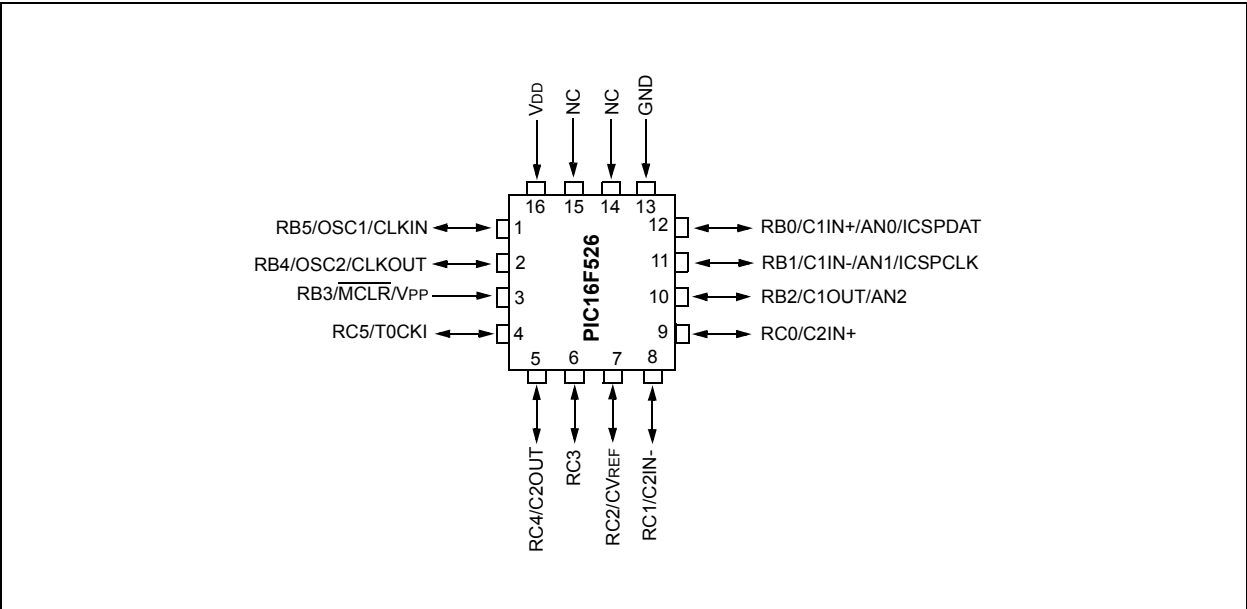 VDD
NC
NC
GND
16
15
14
13
RB5/OSC1/CLKIN
1
12
RB0/C1IN+/AN0/ICSPDAT
RB4/OSC2/CLKOUT
2
11
RB1/C1IN-/AN1/ICSPCLK
RB3/MCLR/VPP
3
10
RB2/C1OUT/AN2
RC5/T0CKI
4
9
RC0/C2IN+
PIC16F526
5
6
7
8
RC4/C2OUT
RC3
RC2/CVREF
RC1/C2IN-